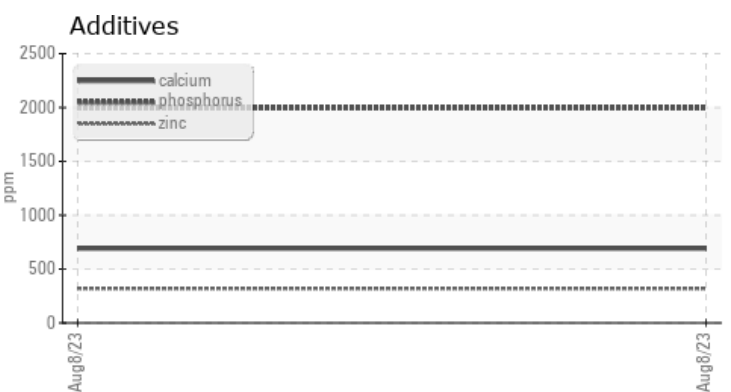 Additives
2500
2000
1500
1000
500
0
ppm
calcium
phosphorus
zinc
Aug8/23
Aug8/23